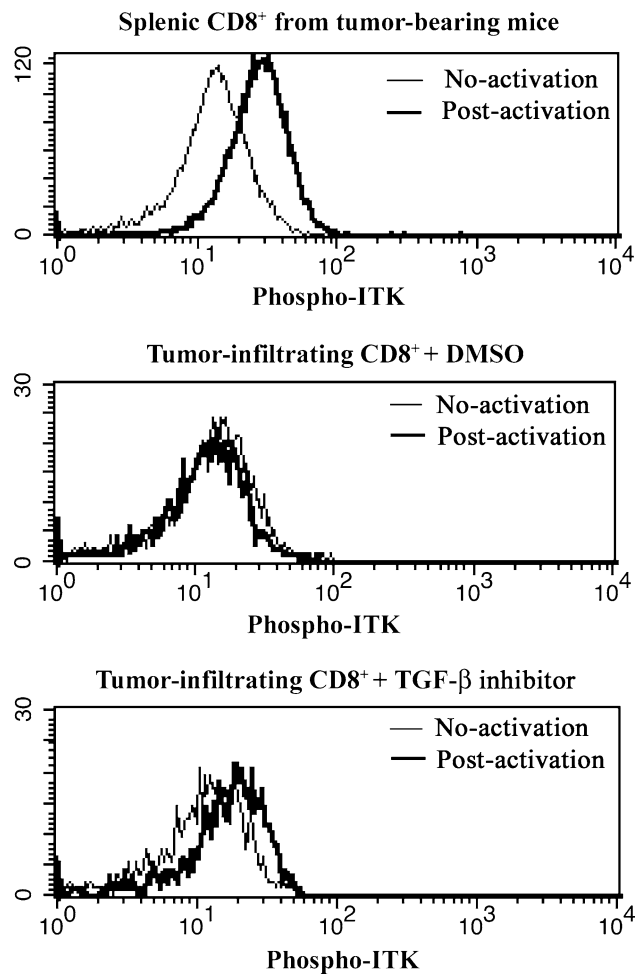 Splenic CD8⁺ from tumor-bearing mice
120
No-activation
Post-activation
0
10⁰ 10¹ 10² 10³ 10⁴
Phospho-ITK
Tumor-infiltrating CD8⁺ + DMSO
30
No-activation
Post-activation
0
10⁰ 10¹ 10² 10³ 10⁴
Phospho-ITK
Tumor-infiltrating CD8⁺ + TGF-β inhibitor
30
No-activation
Post-activation
0
10⁰ 10¹ 10² 10³ 10⁴
Phospho-ITK